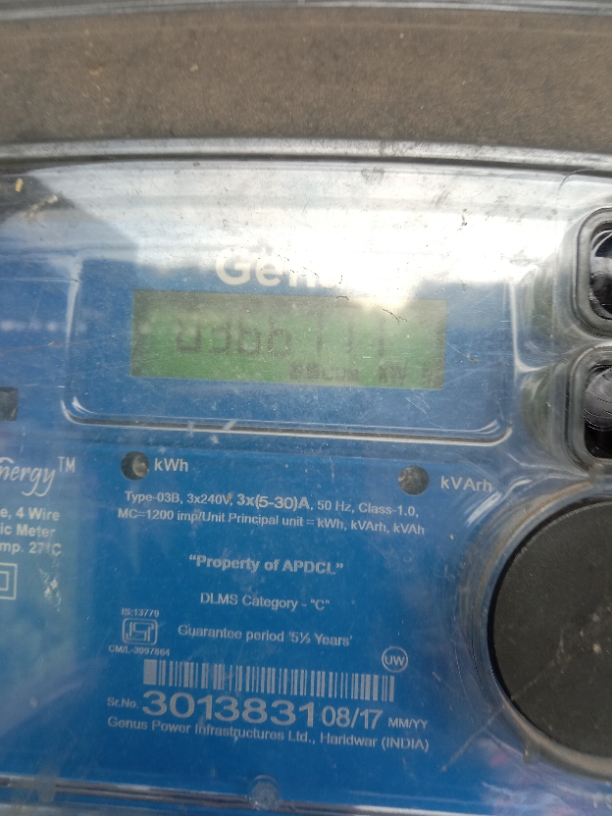 kWh
kVArh
nergy™
Type-03B, 3x240V, 3x(5-30)A, 50 Hz, Class-1.0,
MC=1200 imp/Unit Principal unit = kWh, kVArh, kVAh
e, 4 Wire
ic Meter
mp. 27°C
"Property of APDCL"
DLMS Category - "C"
IS:13779
Guarantee period '5½ Years'
CM/L-3097864
UW
Sr.No. 3013831 08/17 MM/YY
Genus Power Infrastructures Ltd., Haridwar (INDIA)